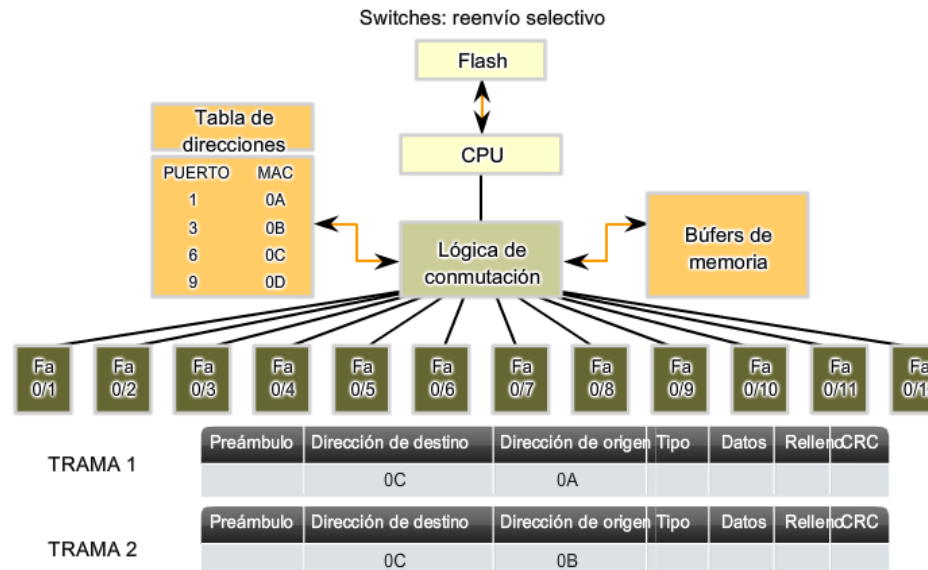 Switches: reenvío selectivo
Flash
CPU
Tabla de
direcciones
PUERTO MAC
1 0A
3 0B
6 0C
9 0D
Lógica de
conmutación
Búfers de
memoria
Fa 0/1
Fa 0/2
Fa 0/3
Fa 0/4
Fa 0/5
Fa 0/6
Fa 0/7
Fa 0/8
Fa 0/9
Fa 0/10
Fa 0/11
Fa
TRAMA 1
Preámbulo Dirección de destino Dirección de origen Tipo Datos Relleno CRC
0C 0A
TRAMA 2
Preámbulo Dirección de destino Dirección de origen Tipo Datos Relleno CRC
0C 0B